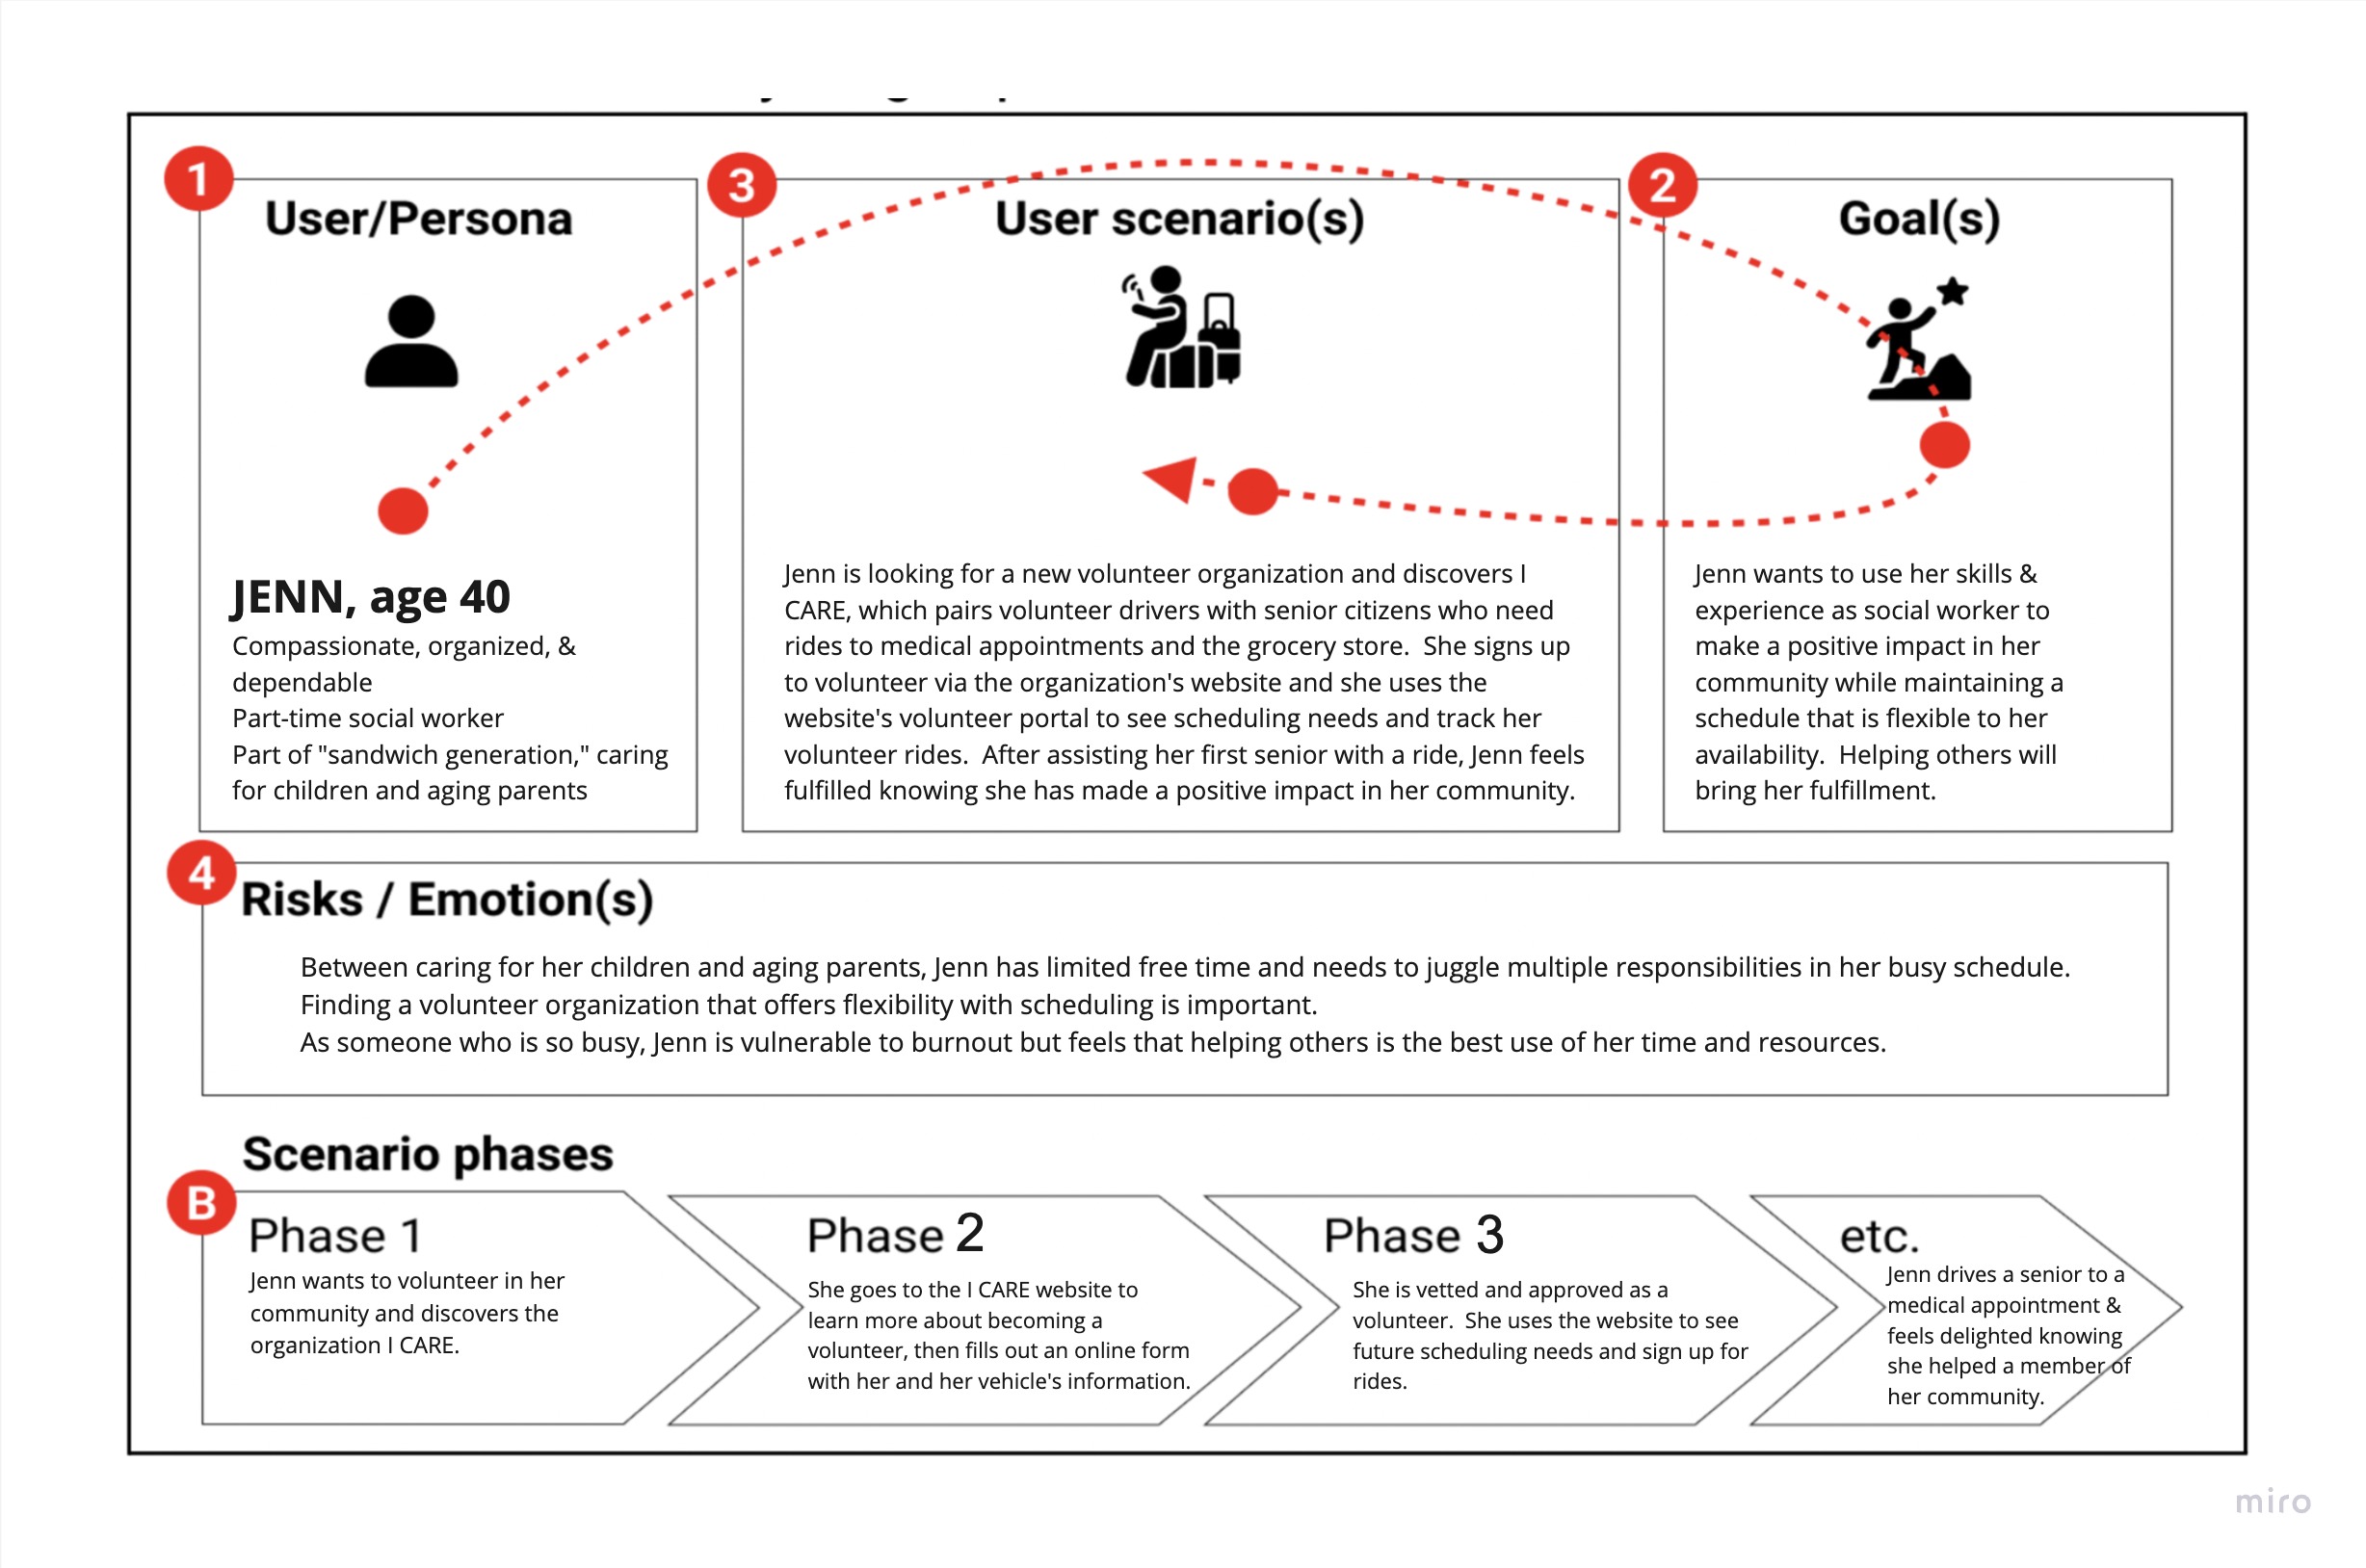 1
User/Persona
JENN, age 40
Compassionate, organized, &
dependable
Part-time social worker
Part of "sandwich generation," caring
for children and aging parents
3
User scenario(s)
Jenn is looking for a new volunteer organization and discovers I
CARE, which pairs volunteer drivers with senior citizens who need
rides to medical appointments and the grocery store.  She signs up
to volunteer via the organization's website and she uses the
website's volunteer portal to see scheduling needs and track her
volunteer rides.  After assisting her first senior with a ride, Jenn feels
fulfilled knowing she has made a positive impact in her community.
2
Goal(s)
Jenn wants to use her skills &
experience as social worker to
make a positive impact in her
community while maintaining a
schedule that is flexible to her
availability.  Helping others will
bring her fulfillment.
4
Risks / Emotion(s)
Between caring for her children and aging parents, Jenn has limited free time and needs to juggle multiple responsibilities in her busy schedule.
Finding a volunteer organization that offers flexibility with scheduling is important.
As someone who is so busy, Jenn is vulnerable to burnout but feels that helping others is the best use of her time and resources.
Scenario phases
B
Phase 1
Jenn wants to volunteer in her
community and discovers the
organization I CARE.
Phase 2
She goes to the I CARE website to
learn more about becoming a
volunteer, then fills out an online form
with her and her vehicle's information.
Phase 3
She is vetted and approved as a
volunteer.  She uses the website to see
future scheduling needs and sign up for
rides.
etc.
Jenn drives a senior to a
medical appointment &
feels delighted knowing
she helped a member of
her community.
miro